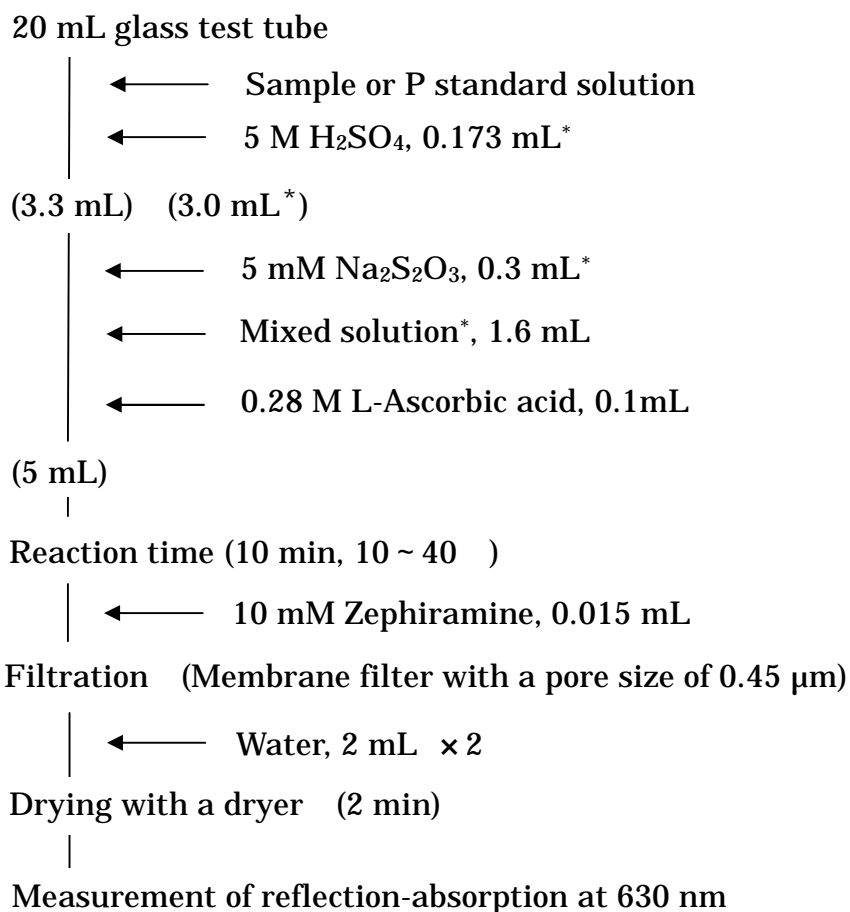 20 mL glass test tube
Sample or P standard solution
5 M H₂SO₄, 0.173 mL*
(3.3 mL) (3.0 mL*)
5 mM Na₂S₂O₃, 0.3 mL*
Mixed solution*, 1.6 mL
0.28 M L-Ascorbic acid, 0.1mL
(5 mL)
Reaction time (10 min, 10 ~ 40 )
10 mM Zephiramine, 0.015 mL
Filtration (Membrane filter with a pore size of 0.45 μm)
Water, 2 mL × 2
Drying with a dryer (2 min)
Measurement of reflection-absorption at 630 nm